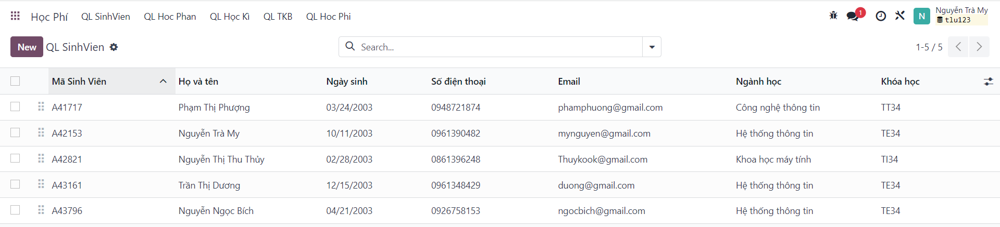 Học Phí QL SinhVien QL Hoc Phan QL Học Kì QL TKB QL Hoc Phi 1 N Nguyễn Trà My
tlu123
New QL SinhVien Search... 1-5 / 5
Mã Sinh Viên Họ và tên Ngày sinh Số điện thoại Email Ngành học Khóa học
A41717 Phạm Thị Phượng 03/24/2003 0948721874 phamphuong@gmail.com Công nghệ thông tin TT34
A42153 Nguyễn Trà My 10/11/2003 0961390482 mynguyen@gmail.com Hệ thống thông tin TE34
A42821 Nguyễn Thị Thu Thủy 02/28/2003 0861396248 Thuykook@gmail.com Khoa học máy tính TI34
A43161 Trần Thị Dương 12/15/2003 0961348429 duong@gmail.com Hệ thống thông tin TE34
A43796 Nguyễn Ngọc Bích 04/21/2003 0926758153 ngocbich@gmail.com Hệ thống thông tin TE34